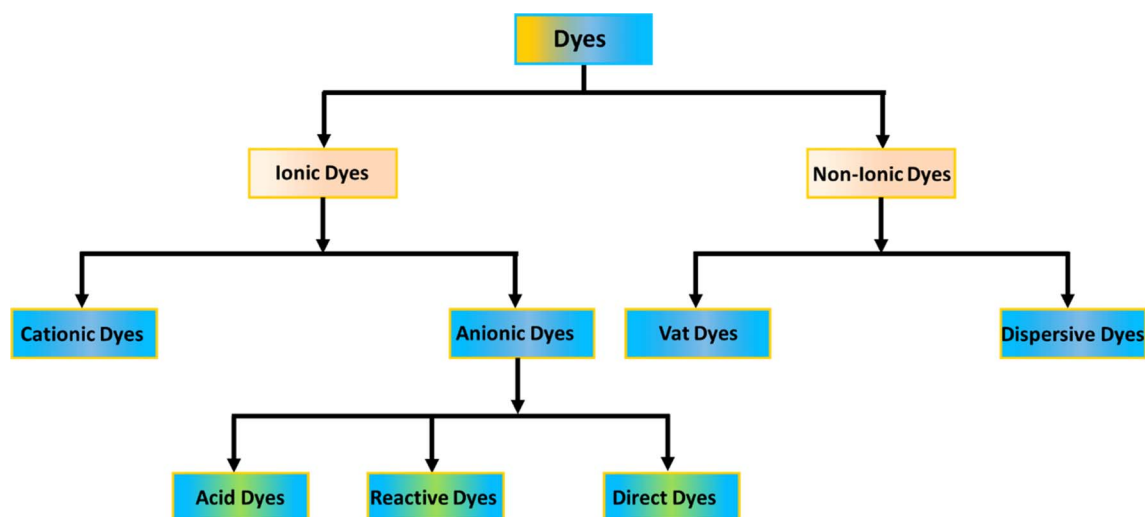 Dyes
Ionic Dyes
Non-Ionic Dyes
Cationic Dyes
Anionic Dyes
Vat Dyes
Dispersive Dyes
Acid Dyes
Reactive Dyes
Direct Dyes